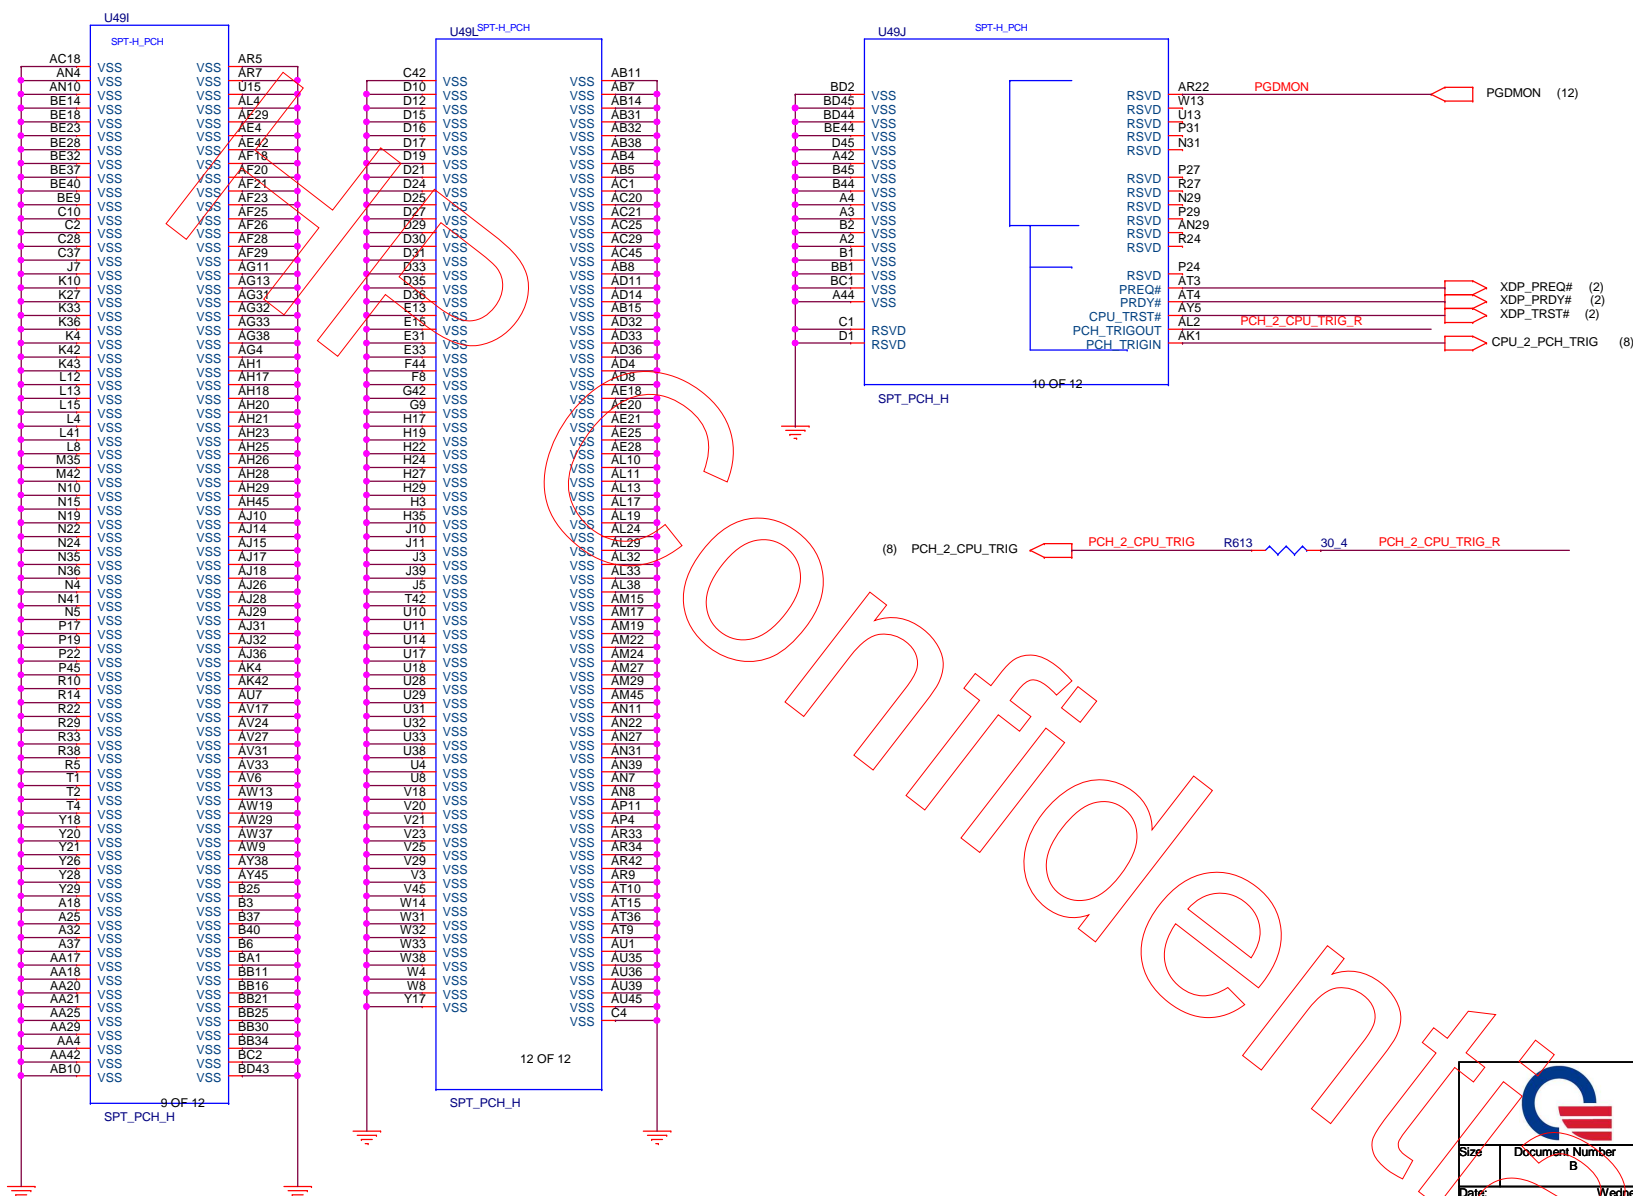 U49I
SPT-H_PCH
AC18 VSS VSS AR5
AN4 VSS VSS AR7
AN10 VSS VSS U15
BE14 VSS VSS AL4
BE18 VSS VSS AE29
BE23 VSS VSS AE4
BE28 VSS VSS AE42
BE32 VSS VSS AF18
BE37 VSS VSS AF20
BE40 VSS VSS AF21
BE9 VSS VSS AF23
C10 VSS VSS AF25
C2 VSS VSS AF26
C28 VSS VSS AF28
C37 VSS VSS AF29
J7 VSS VSS AG11
K10 VSS VSS AG13
K27 VSS VSS AG31
K33 VSS VSS AG32
K36 VSS VSS AG33
K4 VSS VSS AG38
K42 VSS VSS AG4
K43 VSS VSS AH1
L12 VSS VSS AH17
L13 VSS VSS AH18
L15 VSS VSS AH20
L4 VSS VSS AH21
L41 VSS VSS AH23
L8 VSS VSS AH25
M35 VSS VSS AH26
M42 VSS VSS AH28
N10 VSS VSS AH29
N15 VSS VSS AH45
N19 VSS VSS AJ10
N22 VSS VSS AJ14
N24 VSS VSS AJ15
N35 VSS VSS AJ17
N36 VSS VSS AJ18
N4 VSS VSS AJ26
N41 VSS VSS AJ28
N5 VSS VSS AJ29
P17 VSS VSS AJ31
P19 VSS VSS AJ32
P22 VSS VSS AJ36
P45 VSS VSS AK4
R10 VSS VSS AK42
R14 VSS VSS AU7
R22 VSS VSS AV17
R29 VSS VSS AV24
R33 VSS VSS AV27
R38 VSS VSS AV31
R5 VSS VSS AV33
T1 VSS VSS AV6
T2 VSS VSS AW13
T4 VSS VSS AW19
Y18 VSS VSS AW29
Y20 VSS VSS AW37
Y21 VSS VSS AW9
Y26 VSS VSS AY38
Y28 VSS VSS AY45
Y29 VSS VSS B25
A18 VSS VSS B3
A25 VSS VSS B37
A32 VSS VSS B40
A37 VSS VSS B6
AA17 VSS VSS BA1
AA18 VSS VSS BB11
AA20 VSS VSS BB16
AA21 VSS VSS BB21
AA25 VSS VSS BB25
AA29 VSS VSS BB30
AA4 VSS VSS BB34
AA42 VSS VSS BC2
AB10 VSS VSS BD43
9 OF 12
SPT_PCH_H
U49L
SPT-H_PCH
C42 VSS VSS AB11
D10 VSS VSS AB7
D12 VSS VSS AB14
D15 VSS VSS AB31
D16 VSS VSS AB32
D17 VSS VSS AB38
D19 VSS VSS AB4
D21 VSS VSS AB5
D24 VSS VSS AC1
D25 VSS VSS AC20
D27 VSS VSS AC21
D29 VSS VSS AC25
D30 VSS VSS AC29
D31 VSS VSS AC45
D33 VSS VSS AB8
D35 VSS VSS AD11
D36 VSS VSS AD14
E13 VSS VSS AB15
E15 VSS VSS AD32
E31 VSS VSS AD33
E33 VSS VSS AD36
F44 VSS VSS AD4
F8 VSS VSS AD8
G42 VSS VSS AE18
G9 VSS VSS AE20
H17 VSS VSS AE21
H19 VSS VSS AE25
H22 VSS VSS AE28
H24 VSS VSS AL10
H27 VSS VSS AL11
H29 VSS VSS AL13
H3 VSS VSS AL17
H35 VSS VSS AL19
J10 VSS VSS AL24
J11 VSS VSS AL29
J3 VSS VSS AL32
J39 VSS VSS AL33
J5 VSS VSS AL38
T42 VSS VSS AM15
U10 VSS VSS AM17
U11 VSS VSS AM19
U14 VSS VSS AM22
U17 VSS VSS AM24
U18 VSS VSS AM27
U28 VSS VSS AM29
U29 VSS VSS AM45
U31 VSS VSS AN11
U32 VSS VSS AN22
U33 VSS VSS AN27
U38 VSS VSS AN31
U4 VSS VSS AN39
U8 VSS VSS AN7
V18 VSS VSS AN8
V20 VSS VSS AP11
V21 VSS VSS AP4
V23 VSS VSS AR33
V25 VSS VSS AR34
V29 VSS VSS AR42
V3 VSS VSS AR9
V45 VSS VSS AT10
W14 VSS VSS AT15
W31 VSS VSS AT36
W32 VSS VSS AT9
W33 VSS VSS AU1
W38 VSS VSS AU35
W4 VSS VSS AU36
W8 VSS VSS AU39
Y17 VSS VSS AU45
VSS C4
12 OF 12
SPT_PCH_H
U49J
SPT-H_PCH
BD2 VSS RSVD AR22 PGDMON PGDMON (12)
BD45 VSS RSVD W13
BD44 VSS RSVD U13
BE44 VSS RSVD P31
D45 VSS RSVD N31
A42 VSS
B45 VSS RSVD P27
B44 VSS RSVD R27
A4 VSS RSVD N29
A3 VSS RSVD P29
B2 VSS RSVD AN29
A2 VSS RSVD R24
B1 VSS
BB1 VSS RSVD P24
BC1 VSS PREQ# AT3 XDP_PREQ# (2)
A44 VSS PRDY# AT4 XDP_PRDY# (2)
CPU_TRST# AY5 XDP_TRST# (2)
C1 RSVD PCH_TRIGOUT AL2 PCH_2_CPU_TRIG_R
D1 RSVD PCH_TRIGIN AK1 CPU_2_PCH_TRIG (8)
10 OF 12
SPT_PCH_H
(8) PCH_2_CPU_TRIG PCH_2_CPU_TRIG R613 30_4 PCH_2_CPU_TRIG_R
HP Confidenti
Size Document Number
B
Date: Wedne